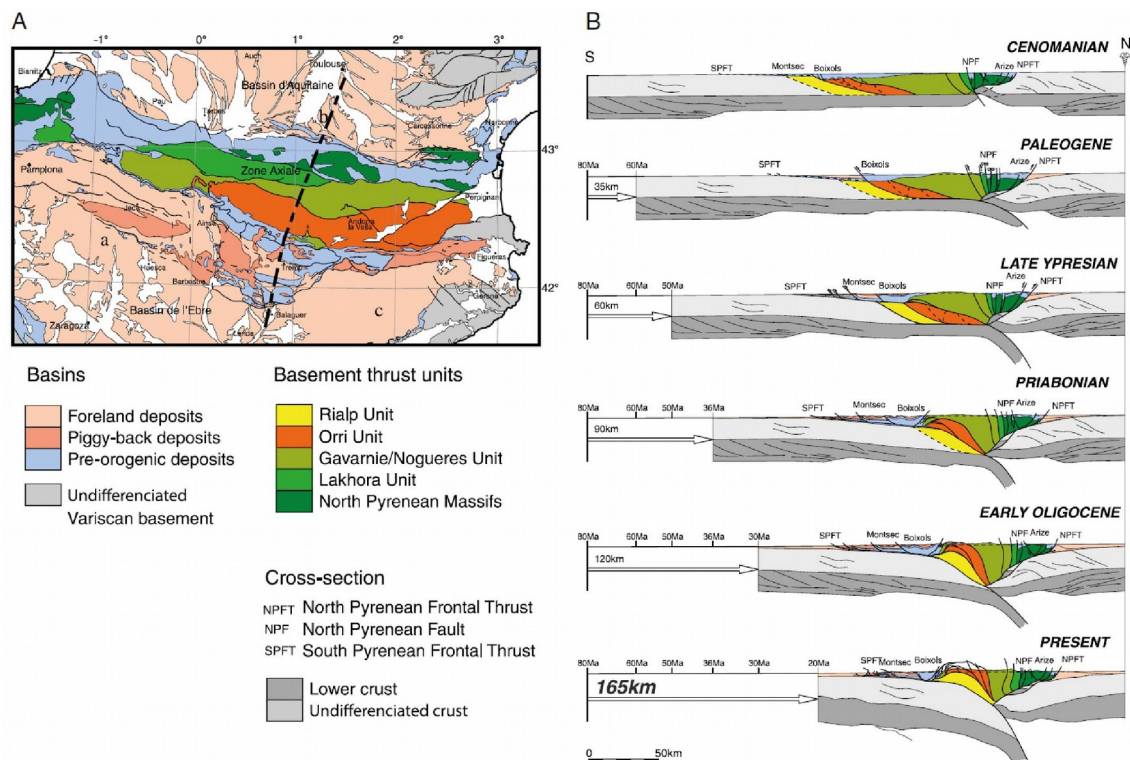 A
0°
1°
2°
3°
Auch
Toulouse
Biarritz
Bassin d'Aquitaine
b
Pau
Tarbes
Carcassonne
Narbonne
43°
Zone Axiale
Pamplona
Perpignan
Jaca
Andorra
la Vella
Ainsa
a
Huesca
Tremp
Figueras
Barbastro
42°
Gerona
Bassin de l'Ebre
Balaguer
c
Zaragoza
Lerida
Basins
Foreland deposits
Piggy-back deposits
Pre-orogenic deposits
Undifferenciated
Variscan basement
Basement thrust units
Rialp Unit
Orri Unit
Gavarnie/Nogueres Unit
Lakhora Unit
North Pyrenean Massifs
Cross-section
NPFT North Pyrenean Frontal Thrust
NPF North Pyrenean Fault
SPFT South Pyrenean Frontal Thrust
Lower crust
Undifferenciated crust
B
S
N
CENOMANIAN
SPFT Montsec Boixols NPF Arize NPFT
PALEOGENE
80Ma 60Ma
SPFT Boixols NPF Arize NPFT
35km
LATE YPRESIAN
80Ma 60Ma 50Ma
SPFT Montsec Boixols NPF Arize NPFT
60km
PRIABONIAN
80Ma 60Ma 50Ma 36Ma
SPFT Montsec Boixols NPF Arize NPFT
90km
EARLY OLIGOCENE
80Ma 60Ma 50Ma 36Ma 30Ma
SPFT Montsec Boixols NPF Arize NPFT
120km
PRESENT
80Ma 60Ma 50Ma 36Ma 30Ma 20Ma
SPFT Montsec Boixols NPF Arize NPFT
165km
0 50km